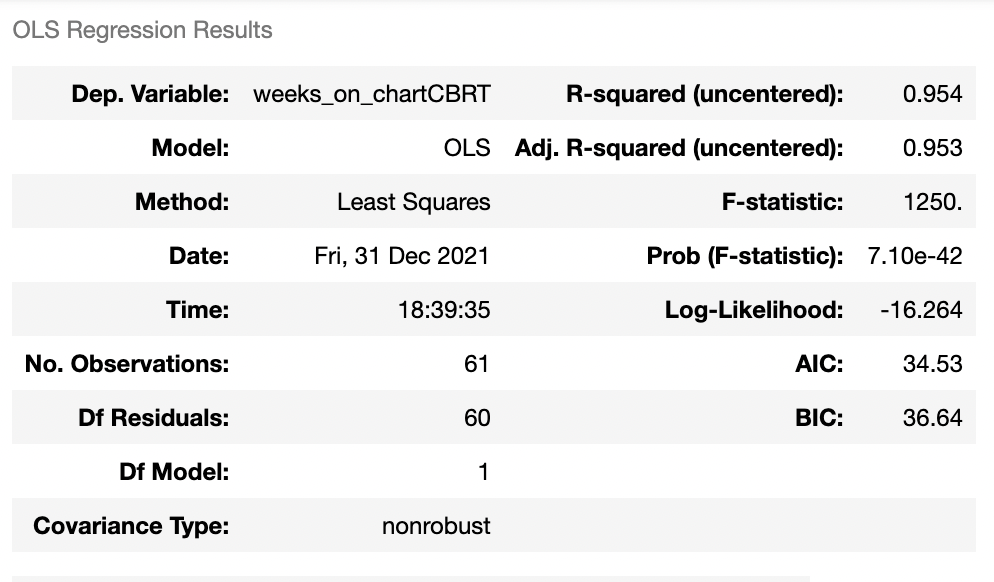 OLS Regression Results
Dep. Variable: weeks_on_chartCBRT R-squared (uncentered): 0.954
Model: OLS Adj. R-squared (uncentered): 0.953
Method: Least Squares F-statistic: 1250.
Date: Fri, 31 Dec 2021 Prob (F-statistic): 7.10e-42
Time: 18:39:35 Log-Likelihood: -16.264
No. Observations: 61 AIC: 34.53
Df Residuals: 60 BIC: 36.64
Df Model: 1
Covariance Type: nonrobust